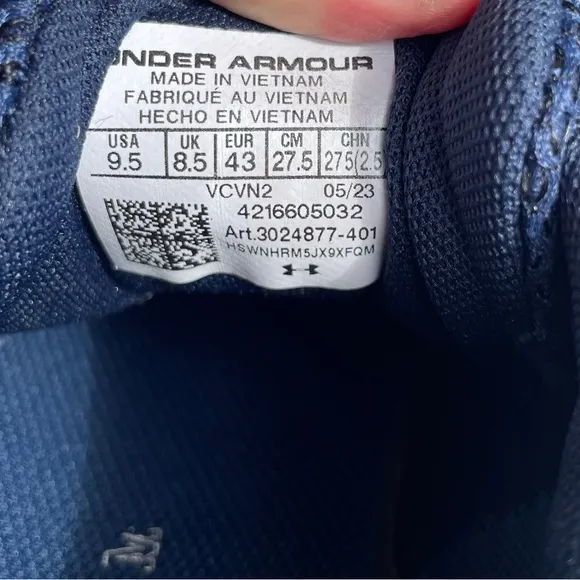 UNDER ARMOUR
MADE IN VIETNAM
FABRIQUÉ AU VIETNAM
HECHO EN VIETNAM
USA UK EUR CM CHN
9.5 8.5 43 27.5 275(2.5
VCVN2 05/23
4216605032
Art.3024877-401
HSWNHRM5JX9XFQM